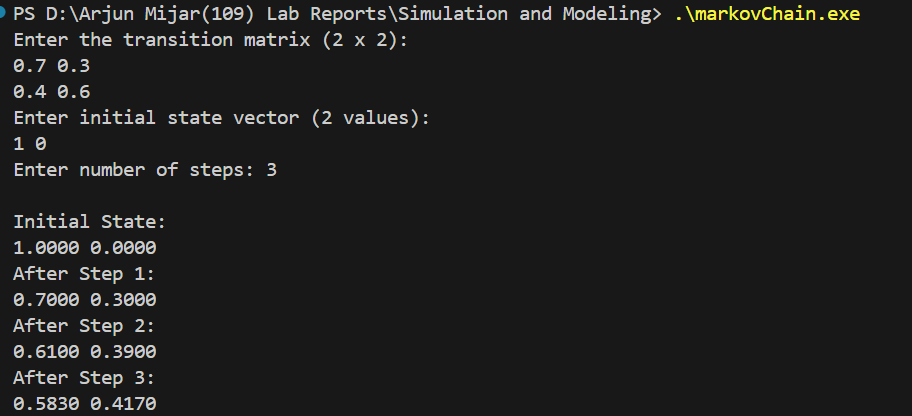 PS D:\Arjun Mijar(109) Lab Reports\Simulation and Modeling> .\markovChain.exe
Enter the transition matrix (2 x 2):
0.7 0.3
0.4 0.6
Enter initial state vector (2 values):
1 0
Enter number of steps: 3
Initial State:
1.0000 0.0000
After Step 1:
0.7000 0.3000
After Step 2:
0.6100 0.3900
After Step 3:
0.5830 0.4170